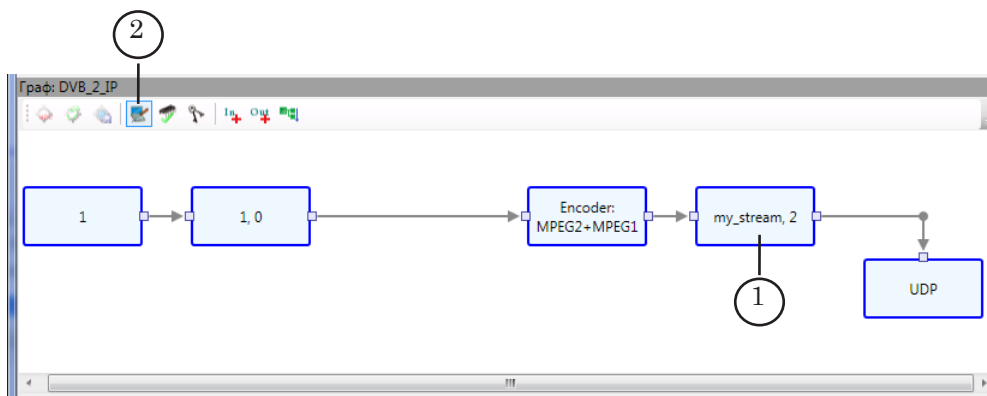 2
Граф: DVB_2_IP
In Out
1
1, 0
Encoder:
MPEG2+MPEG1
my_stream, 2
UDP
1